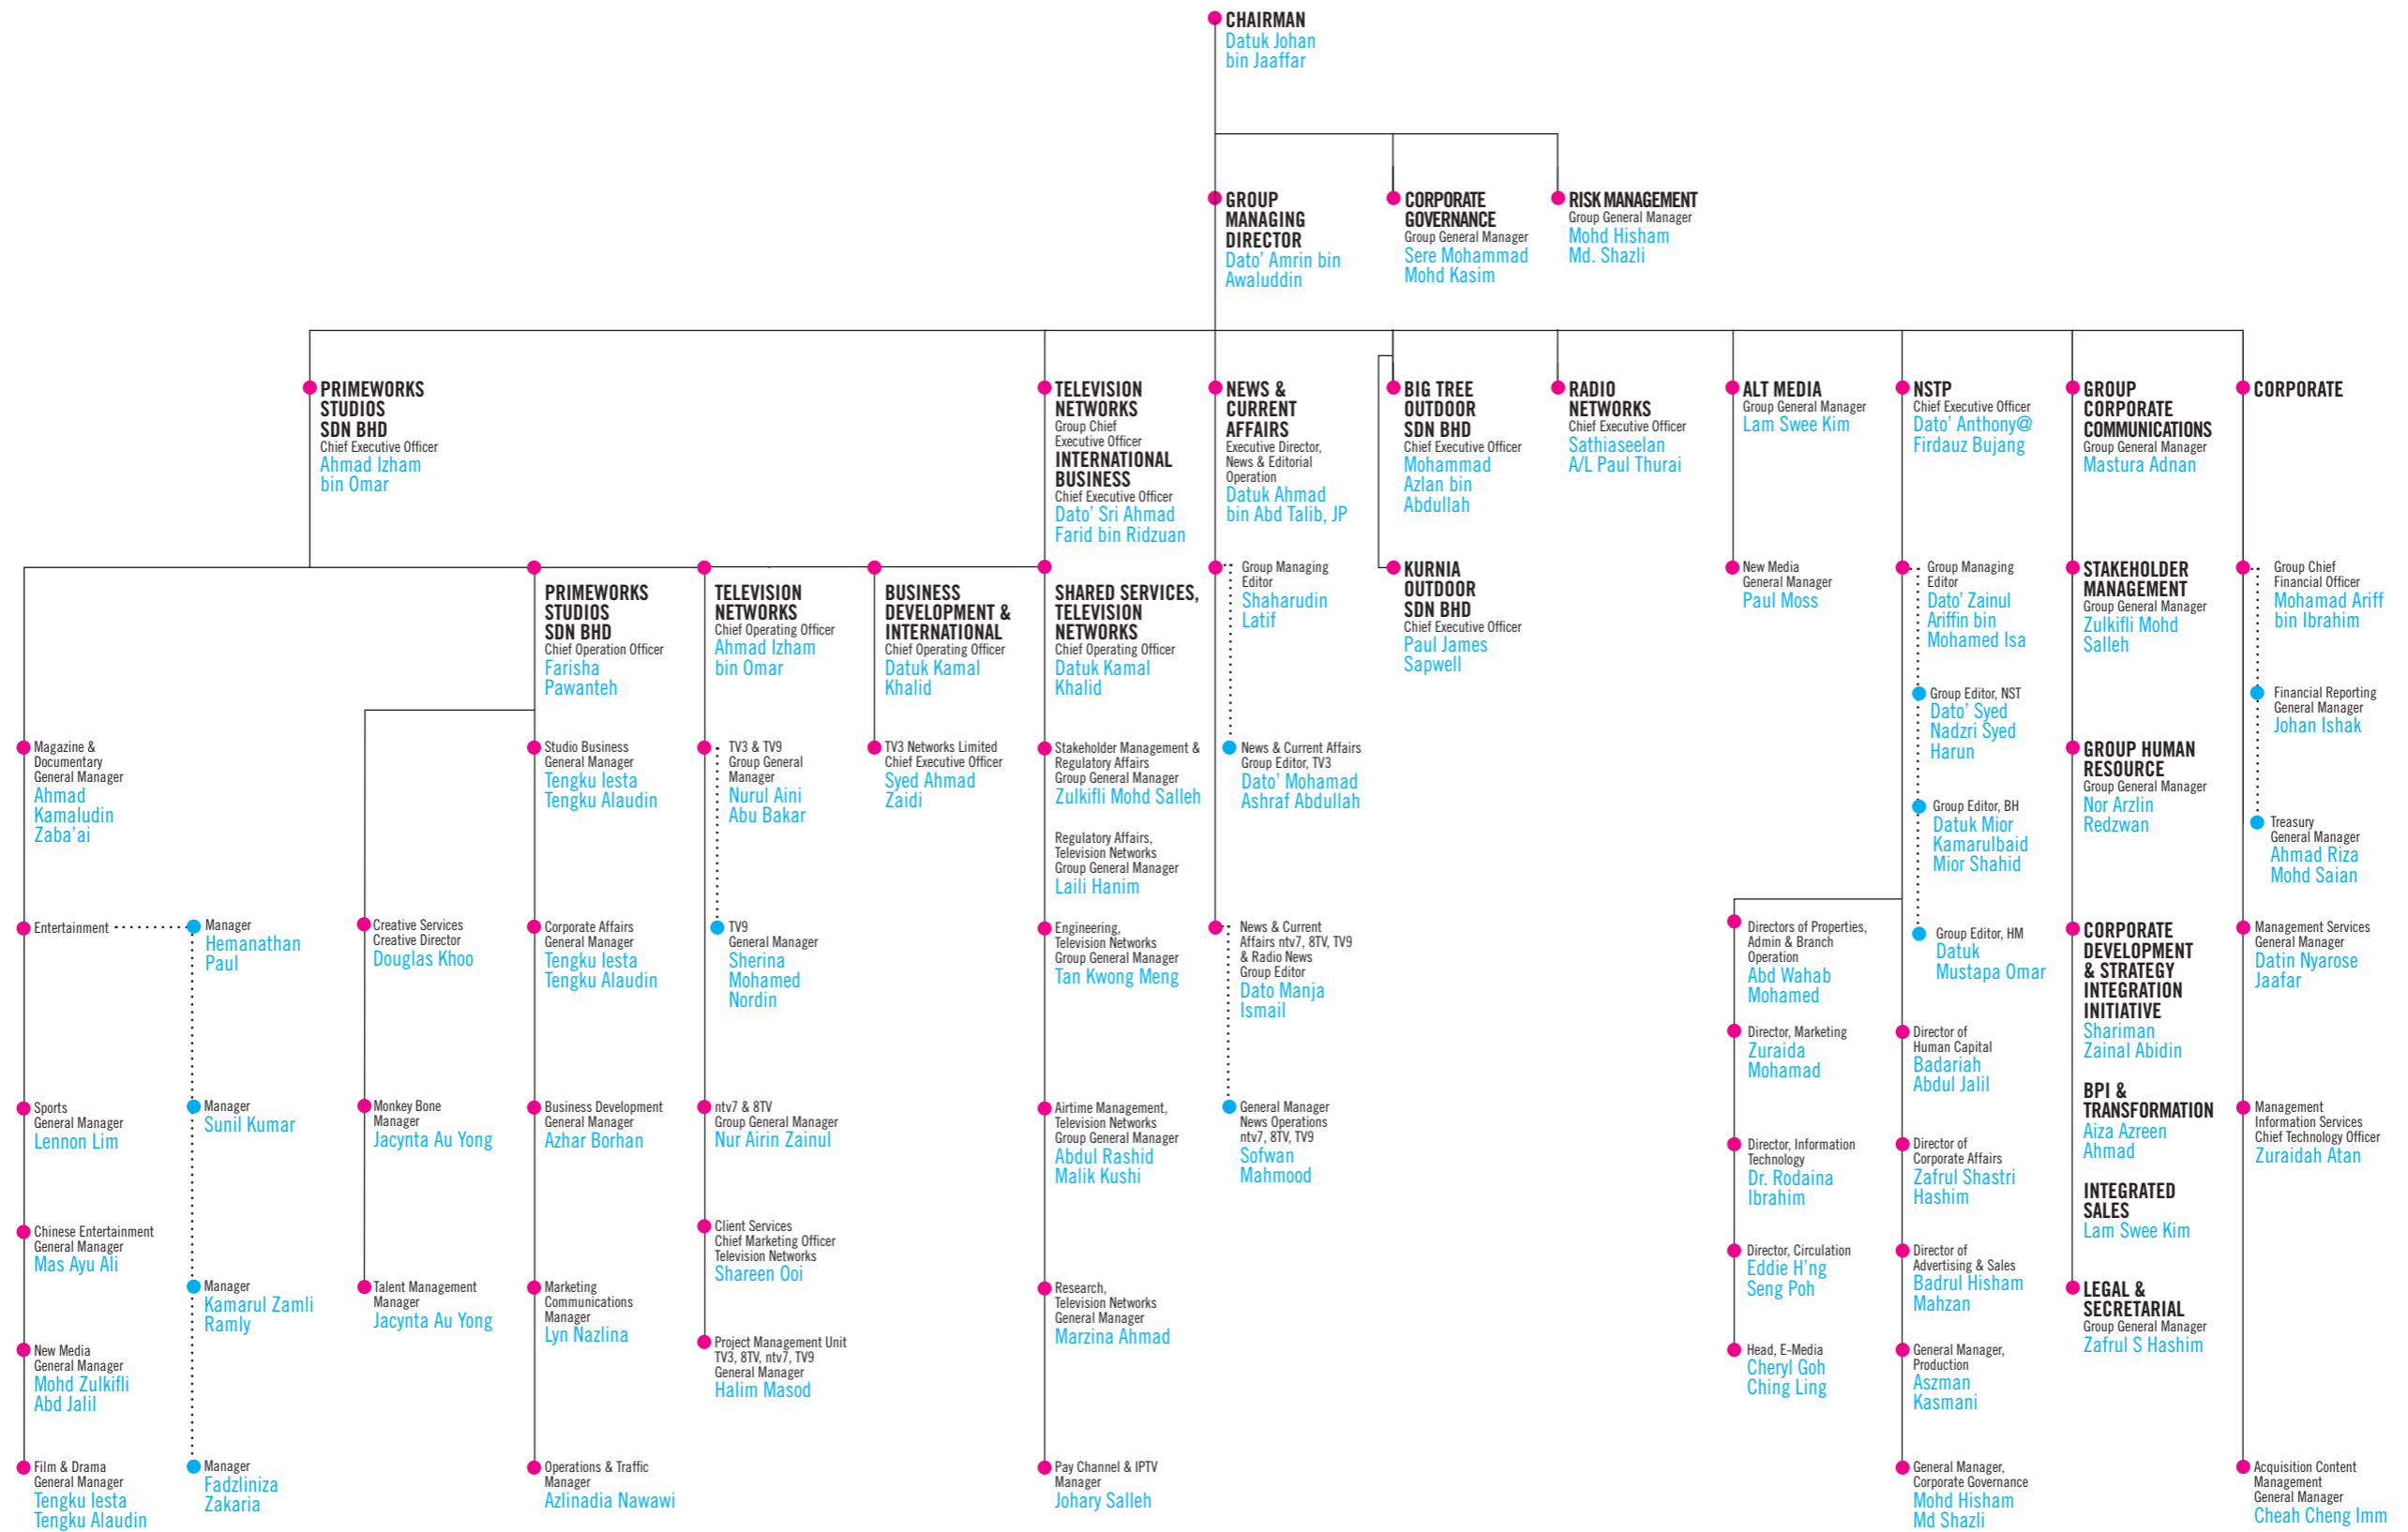 CHAIRMAN
Datuk Johan
bin Jaaffar
GROUP
MANAGING
DIRECTOR
Dato’ Amrin bin
Awaluddin
CORPORATE
GOVERNANCE
Group General Manager
Sere Mohammad
Mohd Kasim
RISK MANAGEMENT
Group General Manager
Mohd Hisham
Md. Shazli
PRIMEWORKS
STUDIOS
SDN BHD
Chief Executive Officer
Ahmad Izham
bin Omar
TELEVISION
NETWORKS
Group Chief
Executive Officer
INTERNATIONAL
BUSINESS
Chief Executive Officer
Dato’ Sri Ahmad
Farid bin Ridzuan
NEWS &
CURRENT
AFFAIRS
Executive Director,
News & Editorial
Operation
Datuk Ahmad
bin Abd Talib, JP
BIG TREE
OUTDOOR
SDN BHD
Chief Executive Officer
Mohammad
Azlan bin
Abdullah
RADIO
NETWORKS
Chief Executive Officer
Sathiaseelan
A/L Paul Thurai
ALT MEDIA
Group General Manager
Lam Swee Kim
NSTP
Chief Executive Officer
Dato’ Anthony@
Firdauz Bujang
GROUP
CORPORATE
COMMUNICATIONS
Group General Manager
Mastura Adnan
CORPORATE
PRIMEWORKS
STUDIOS
SDN BHD
Chief Operation Officer
Farisha
Pawanteh
TELEVISION
NETWORKS
Chief Operating Officer
Ahmad Izham
bin Omar
BUSINESS
DEVELOPMENT &
INTERNATIONAL
Chief Operating Officer
Datuk Kamal
Khalid
SHARED SERVICES,
TELEVISION
NETWORKS
Chief Operating Officer
Datuk Kamal
Khalid
Group Managing
Editor
Shaharudin
Latif
KURNIA
OUTDOOR
SDN BHD
Chief Executive Officer
Paul James
Sapwell
New Media
General Manager
Paul Moss
Group Managing
Editor
Dato’ Zainul
Ariffin bin
Mohamed Isa
STAKEHOLDER
MANAGEMENT
Group General Manager
Zulkifli Mohd
Salleh
Group Chief
Financial Officer
Mohamad Ariff
bin Ibrahim
Group Editor, NST
Dato’ Syed
Nadzri Syed
Harun
Financial Reporting
General Manager
Johan Ishak
Magazine &
Documentary
General Manager
Ahmad
Kamaludin
Zaba’ai
Studio Business
General Manager
Tengku Iesta
Tengku Alaudin
TV3 & TV9
Group General
Manager
Nurul Aini
Abu Bakar
TV3 Networks Limited
Chief Executive Officer
Syed Ahmad
Zaidi
Stakeholder Management &
Regulatory Affairs
Group General Manager
Zulkifli Mohd Salleh
Regulatory Affairs,
Television Networks
Group General Manager
Laili Hanim
News & Current Affairs
Group Editor, TV3
Dato’ Mohamad
Ashraf Abdullah
Group Editor, BH
Datuk Mior
Kamarulbaid
Mior Shahid
GROUP HUMAN
RESOURCE
Group General Manager
Nor Arzlin
Redzwan
Treasury
General Manager
Ahmad Riza
Mohd Saian
Entertainment
Manager
Hemanathan
Paul
Creative Services
Creative Director
Douglas Khoo
Corporate Affairs
General Manager
Tengku Iesta
Tengku Alaudin
TV9
General Manager
Sherina
Mohamed
Nordin
Engineering,
Television Networks
Group General Manager
Tan Kwong Meng
News & Current
Affairs ntv7, 8TV, TV9
& Radio News
Group Editor
Dato Manja
Ismail
Directors of Properties,
Admin & Branch
Operation
Abd Wahab
Mohamed
Group Editor, HM
Datuk
Mustapa Omar
CORPORATE
DEVELOPMENT
& STRATEGY
INTEGRATION
INITIATIVE
Shariman
Zainal Abidin
Management Services
General Manager
Datin Nyarose
Jaafar
Director, Marketing
Zuraida
Mohamad
Director of
Human Capital
Badariah
Abdul Jalil
BPI &
TRANSFORMATION
Aiza Azreen
Ahmad
Sports
General Manager
Lennon Lim
Manager
Sunil Kumar
Monkey Bone
Manager
Jacynta Au Yong
Business Development
General Manager
Azhar Borhan
ntv7 & 8TV
Group General Manager
Nur Airin Zainul
Airtime Management,
Television Networks
Group General Manager
Abdul Rashid
Malik Kushi
General Manager
News Operations
ntv7, 8TV, TV9
Sofwan
Mahmood
Director, Information
Technology
Dr. Rodaina
Ibrahim
Director of
Corporate Affairs
Zafrul Shastri
Hashim
INTEGRATED
SALES
Lam Swee Kim
Management
Information Services
Chief Technology Officer
Zuraidah Atan
Chinese Entertainment
General Manager
Mas Ayu Ali
Manager
Kamarul Zamli
Ramly
Talent Management
Manager
Jacynta Au Yong
Marketing
Communications
Manager
Lyn Nazlina
Client Services
Chief Marketing Officer
Television Networks
Shareen Ooi
Research,
Television Networks
General Manager
Marzina Ahmad
Director, Circulation
Eddie H’ng
Seng Poh
Director of
Advertising & Sales
Badrul Hisham
Mahzan
LEGAL &
SECRETARIAL
Group General Manager
Zafrul S Hashim
New Media
General Manager
Mohd Zulkifli
Abd Jalil
Project Management Unit
TV3, 8TV, ntv7, TV9
General Manager
Halim Masod
Head, E-Media
Cheryl Goh
Ching Ling
General Manager,
Production
Aszman
Kasmani
Film & Drama
General Manager
Tengku Iesta
Tengku Alaudin
Manager
Fadzliniza
Zakaria
Operations & Traffic
Manager
Azlinadia Nawawi
Pay Channel & IPTV
Manager
Johary Salleh
General Manager,
Corporate Governance
Mohd Hisham
Md Shazli
Acquisition Content
Management
General Manager
Cheah Cheng Imm